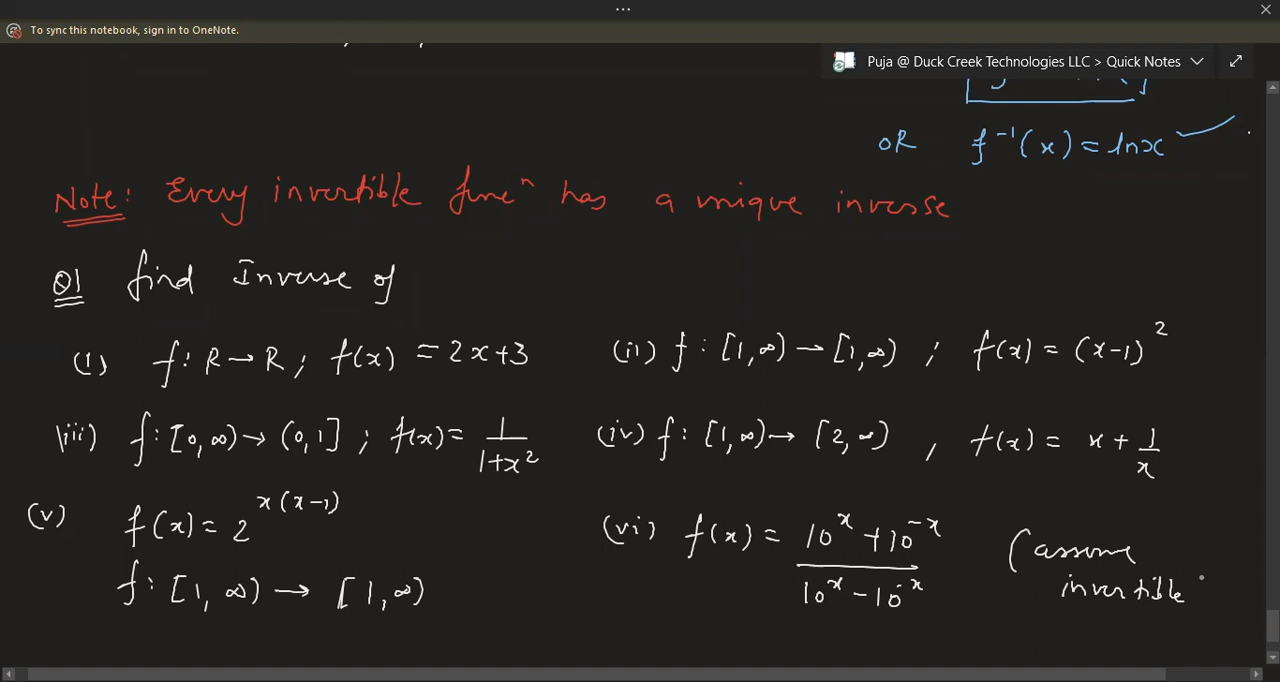 To sync this notebook, sign in to OneNote.
Puja @ Duck Creek Technologies LLC > Quick Notes
OR f⁻¹(x) = lnx
Note: Every invertible funcⁿ has a unique inverse
Q1 find Inverse of
(i) f: R → R ; f(x) = 2x+3 (ii) f : [1, ∞) → [1, ∞) ; f(x) = (x-1)²
(iii) f: [0, ∞) → (0, 1] ; f(x) = 1/(1+x²) (iv) f: [1, ∞) → [2, ∞) , f(x) = x + 1/x
(v) f(x) = 2^(x(x-1)) (vi) f(x) = (10^x + 10^-x)/(10^x - 10^-x) (assume
f: [1, ∞) → [1, ∞) invertible